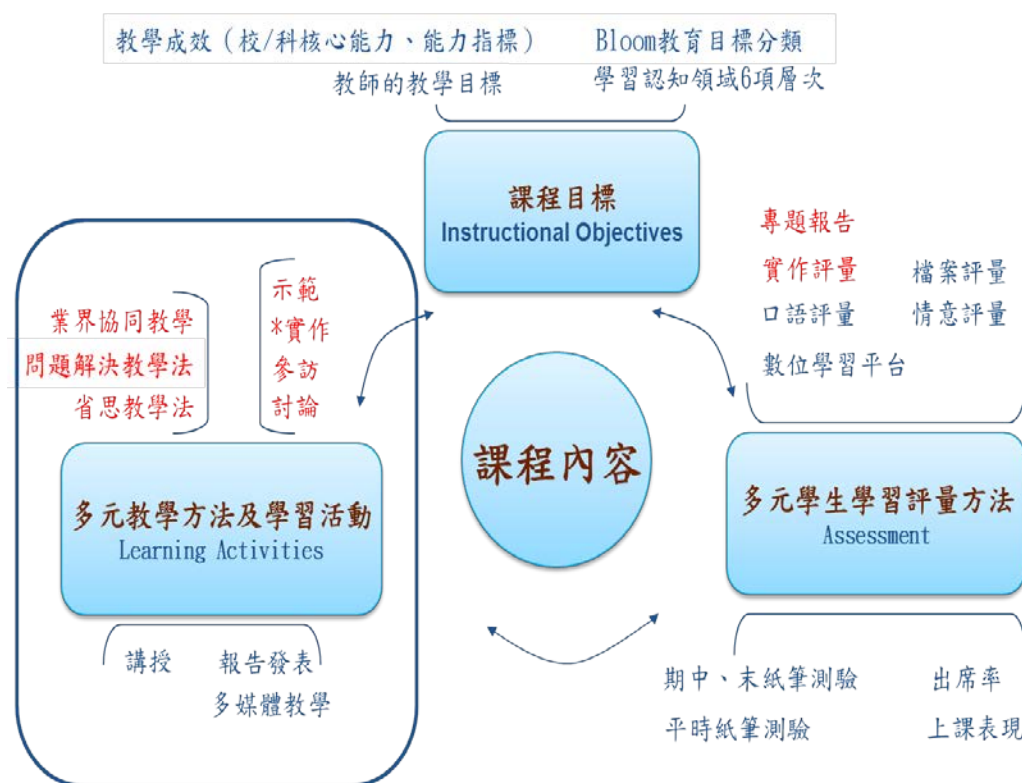 教學成效（校/科核心能力、能力指標）
Bloom教育目標分類
教師的教學目標
學習認知領域6項層次
課程目標
Instructional Objectives
業界協同教學
問題解決教學法
省思教學法
示範
*實作
參訪
討論
多元教學方法及學習活動
Learning Activities
講授
報告發表
多媒體教學
課程內容
專題報告
實作評量
檔案評量
口語評量
情意評量
數位學習平台
多元學生學習評量方法
Assessment
期中、末紙筆測驗
出席率
平時紙筆測驗
上課表現